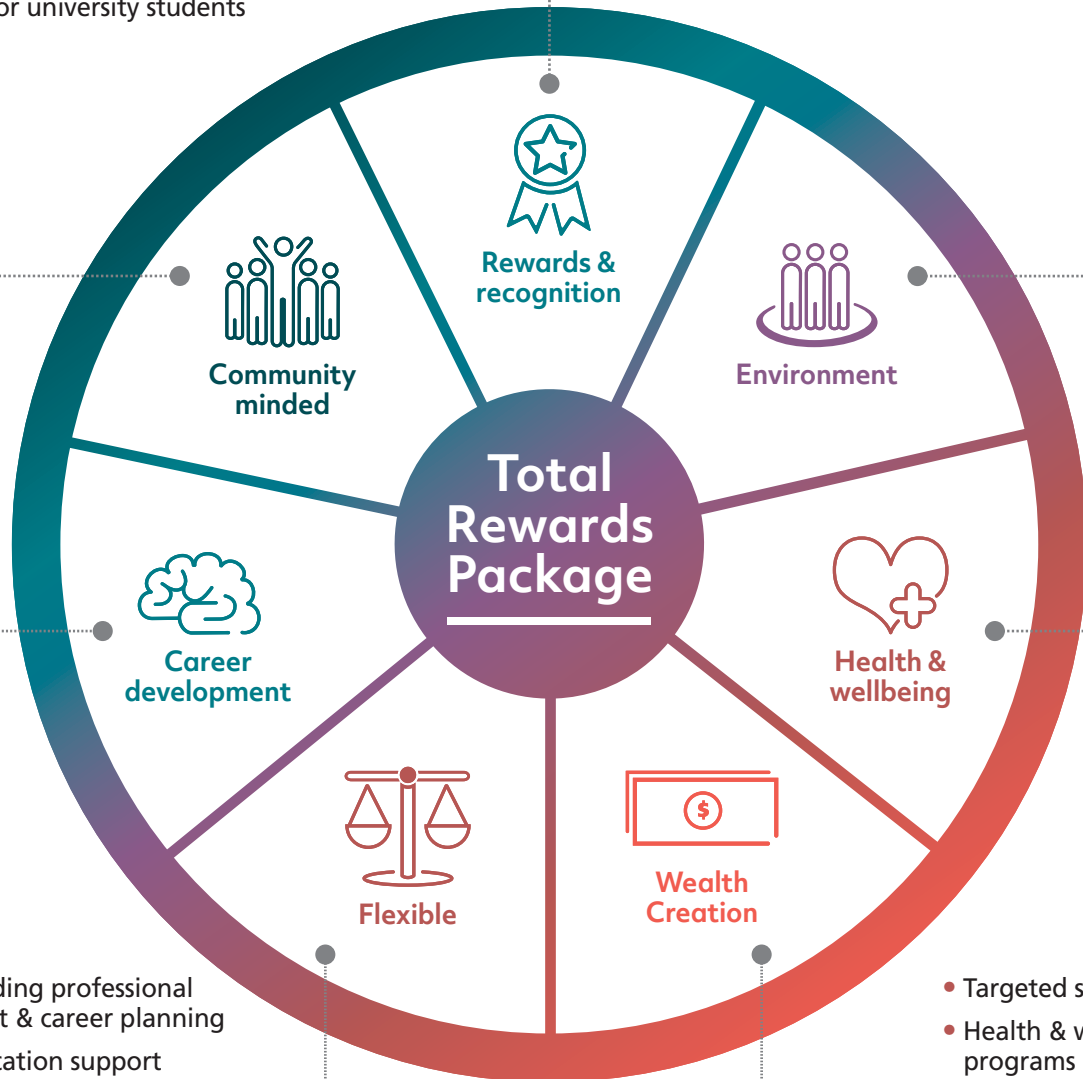 or university students
Rewards &
recognition
Community
minded
Environment
Total
Rewards
Package
Career
development
Health &
wellbeing
$
Flexible
Wealth
Creation
ding professional
t & career planning
cation support
• Targeted s
• Health & w
programs